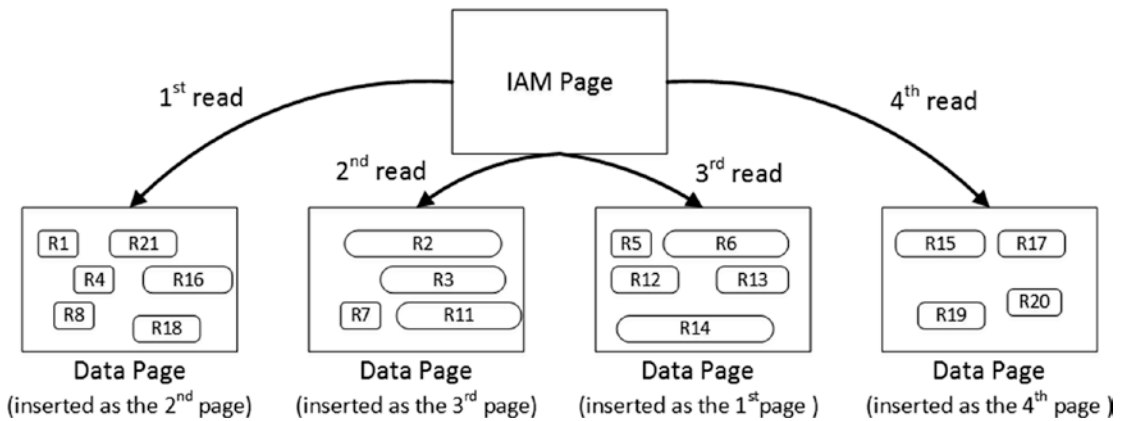 IAM Page
1st read
2nd read
3rd read
4th read
R1 R21
R4 R16
R8 R18
Data Page
(inserted as the 2nd page)
R2
R3
R7 R11
Data Page
(inserted as the 3rd page)
R5 R6
R12 R13
R14
Data Page
(inserted as the 1st page )
R15 R17
R19 R20
Data Page
(inserted as the 4th page )